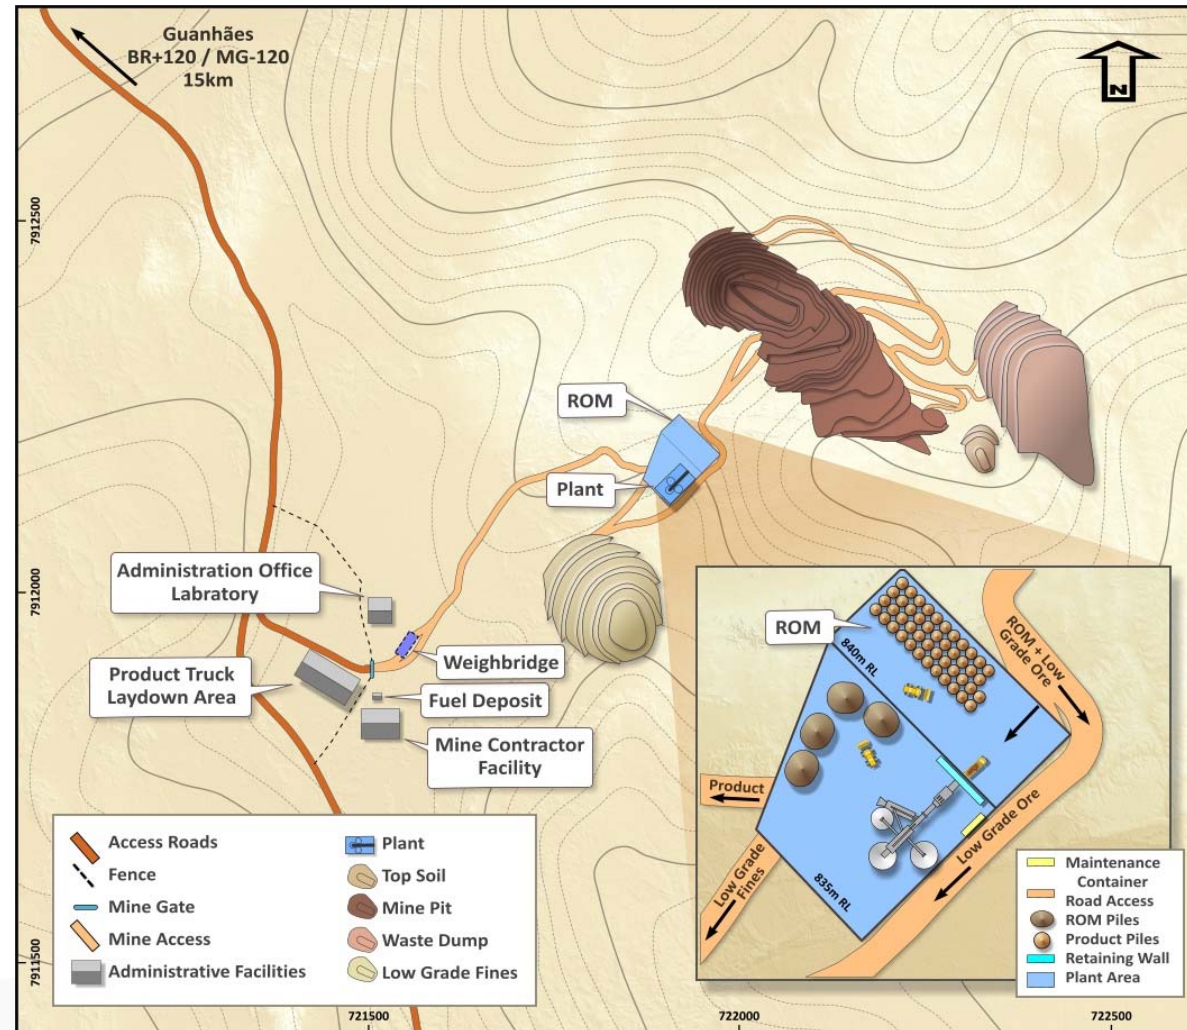 Guanhães
BR+120 / MG-120
15km
N
7912500
7912000
7911500
721500
722000
722500
ROM
Plant
Administration Office
Labratory
Product Truck
Laydown Area
Weighbridge
Fuel Deposit
Mine Contractor
Facility
Access Roads
Fence
Mine Gate
Mine Access
Administrative Facilities
Plant
Top Soil
Mine Pit
Waste Dump
Low Grade Fines
ROM
840m RL
ROM + Low
Grade Ore
Product
Low Grade
Fines
835m RL
Low Grade Ore
Maintenance
Container
Road Access
ROM Piles
Product Piles
Retaining Wall
Plant Area